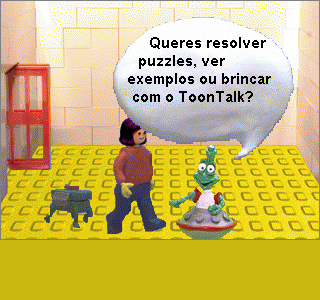 Queres resolver
puzzles, ver
exemplos ou brincar
com o ToonTalk?